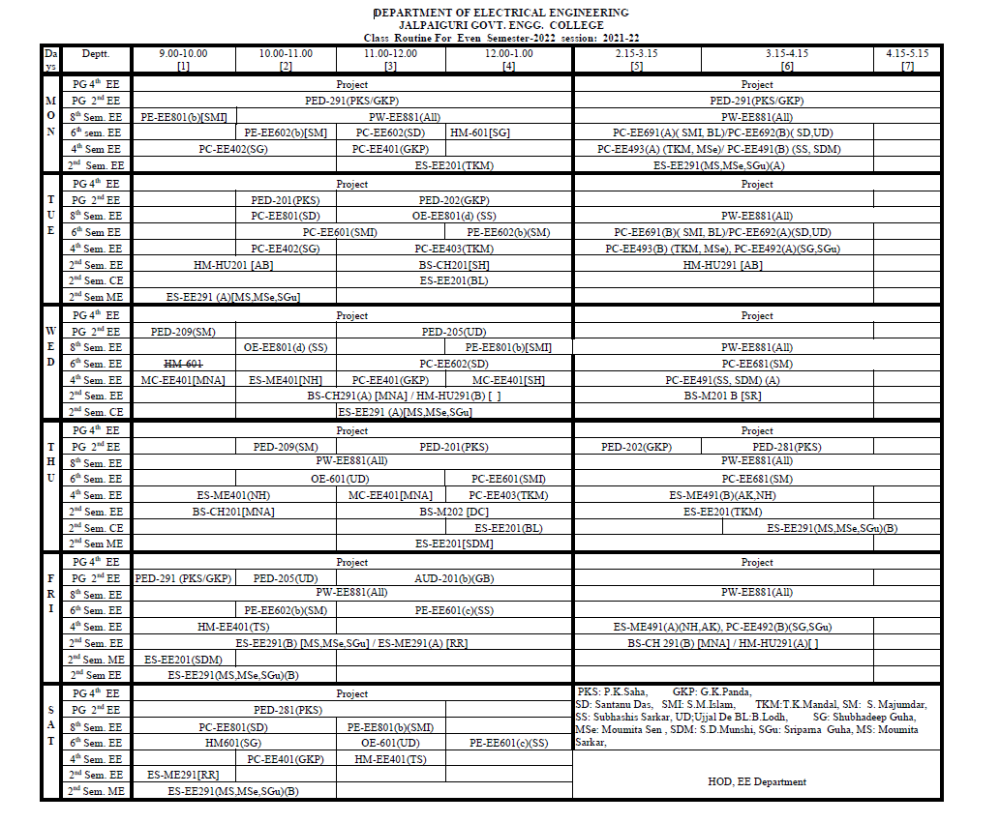 DEPARTMENT OF ELECTRICAL ENGINEERING
JALPAIGURI GOVT. ENGG. COLLEGE
Class Routine For Even Semester-2022 session: 2021-22
Da ys Deptt. 9.00-10.00 [1] 10.00-11.00 [2] 11.00-12.00 [3] 12.00-1.00 [4] 2.15-3.15 [5] 3.15-4.15 [6] 4.15-5.15 [7]
MON
PG 4th EE Project Project
PG 2nd EE PED-291(PKS/GKP) PED-291(PKS/GKP)
8th Sem. EE PE-EE801(b)[SMI] PW-EE881(All) PW-EE881(All)
6th sem. EE PE-EE602(b)[SM] PC-EE602(SD) HM-601[SG] PC-EE691(A)( SMI, BL)/PC-EE692(B)( SD,UD)
4th Sem EE PC-EE402(SG) PC-EE401(GKP) PC-EE493(A) (TKM, MSe)/ PC-EE491(B) (SS, SDM)
2nd Sem. EE ES-EE201(TKM) ES-EE291(MS,MSe,SGu)(A)
TUE
PG 4th EE Project Project
PG 2nd EE PED-201(PKS) PED-202(GKP)
8th Sem. EE PC-EE801(SD) OE-EE801(d) (SS) PW-EE881(All)
6th Sem EE PC-EE601(SMI) PE-EE602(b)(SM) PC-EE691(B)( SMI, BL)/PC-EE692(A)(SD,UD)
4th Sem. EE PC-EE402(SG) PC-EE403(TKM) PC-EE493(B) (TKM, MSe), PC-EE492(A)(SG,SGu)
2nd Sem. EE HM-HU201 [AB] BS-CH201[SH] HM-HU291 [AB]
2nd Sem. CE ES-EE201(BL)
2nd Sem ME ES-EE291 (A)[MS,MSe,SGu]
WED
PG 4th EE Project Project
PG 2nd EE PED-209(SM) PED-205(UD)
8th Sem. EE OE-EE801(d) (SS) PE-EE801(b)[SMI] PW-EE881(All)
6th Sem. EE HM-601 PC-EE602(SD) PC-EE681(SM)
4th Sem. EE MC-EE401[MNA] ES-ME401[NH] PC-EE401(GKP) MC-EE401[SH] PC-EE491(SS, SDM) (A)
2nd Sem. EE BS-CH291(A) [MNA] / HM-HU291(B) [ ] BS-M201 B [SR]
2nd Sem. CE ES-EE291 (A)[MS,MSe,SGu]
THU
PG 4th EE Project Project
PG 2nd EE PED-209(SM) PED-201(PKS) PED-202(GKP) PED-281(PKS)
8th Sem. EE PW-EE881(All) PW-EE881(All)
6th Sem. EE OE-601(UD) PC-EE601(SMI) PC-EE681(SM)
4th Sem. EE ES-ME401(NH) MC-EE401[MNA] PC-EE403(TKM) ES-ME491(B)(AK,NH)
2nd Sem. EE BS-CH201[MNA] BS-M202 [DC] ES-EE201(TKM)
2nd Sem. CE ES-EE201(BL) ES-EE291(MS,MSe,SGu)(B)
2nd Sem ME ES-EE201[SDM]
FRI
PG 4th EE Project Project
PG 2nd EE PED-291 (PKS/GKP) PED-205(UD) AUD-201(b)(GB)
8th Sem. EE PW-EE881(All) PW-EE881(All)
6th Sem. EE PE-EE602(b)(SM) PE-EE601(c)(SS)
4th Sem. EE HM-EE401(TS) ES-ME491(A)(NH,AK), PC-EE492(B)(SG,SGu)
2nd Sem. EE ES-EE291(B) [MS,MSe,SGu] / ES-ME291(A) [RR] BS-CH 291(B) [MNA] / HM-HU291(A)[ ]
2nd Sem. ME ES-EE201(SDM)
2nd Sem EE ES-EE291(MS,MSe,SGu)(B)
SAT
PG 4th EE Project
PG 2nd EE PED-281(PKS)
8th Sem. EE PC-EE801(SD) PE-EE801(b)(SMI)
6th Sem. EE HM601(SG) OE-601(UD) PE-EE601(c)(SS)
4th Sem. EE PC-EE401(GKP) HM-EE401(TS)
2nd Sem. EE ES-ME291[RR]
2nd Sem. ME ES-EE291(MS,MSe,SGu)(B)
PKS: P.K.Saha, GKP: G.K.Panda,
SD: Santanu Das, SMI: S.M.Islam, TKM:T.K.Mandal, SM: S. Majumdar,
SS: Subhashis Sarkar, UD;Ujjal De BL:B.Lodh, SG: Shubhadeep Guha,
MSe: Moumita Sen , SDM: S.D.Munshi, SGu: Sriparna Guha, MS: Moumita
Sarkar,
HOD, EE Department